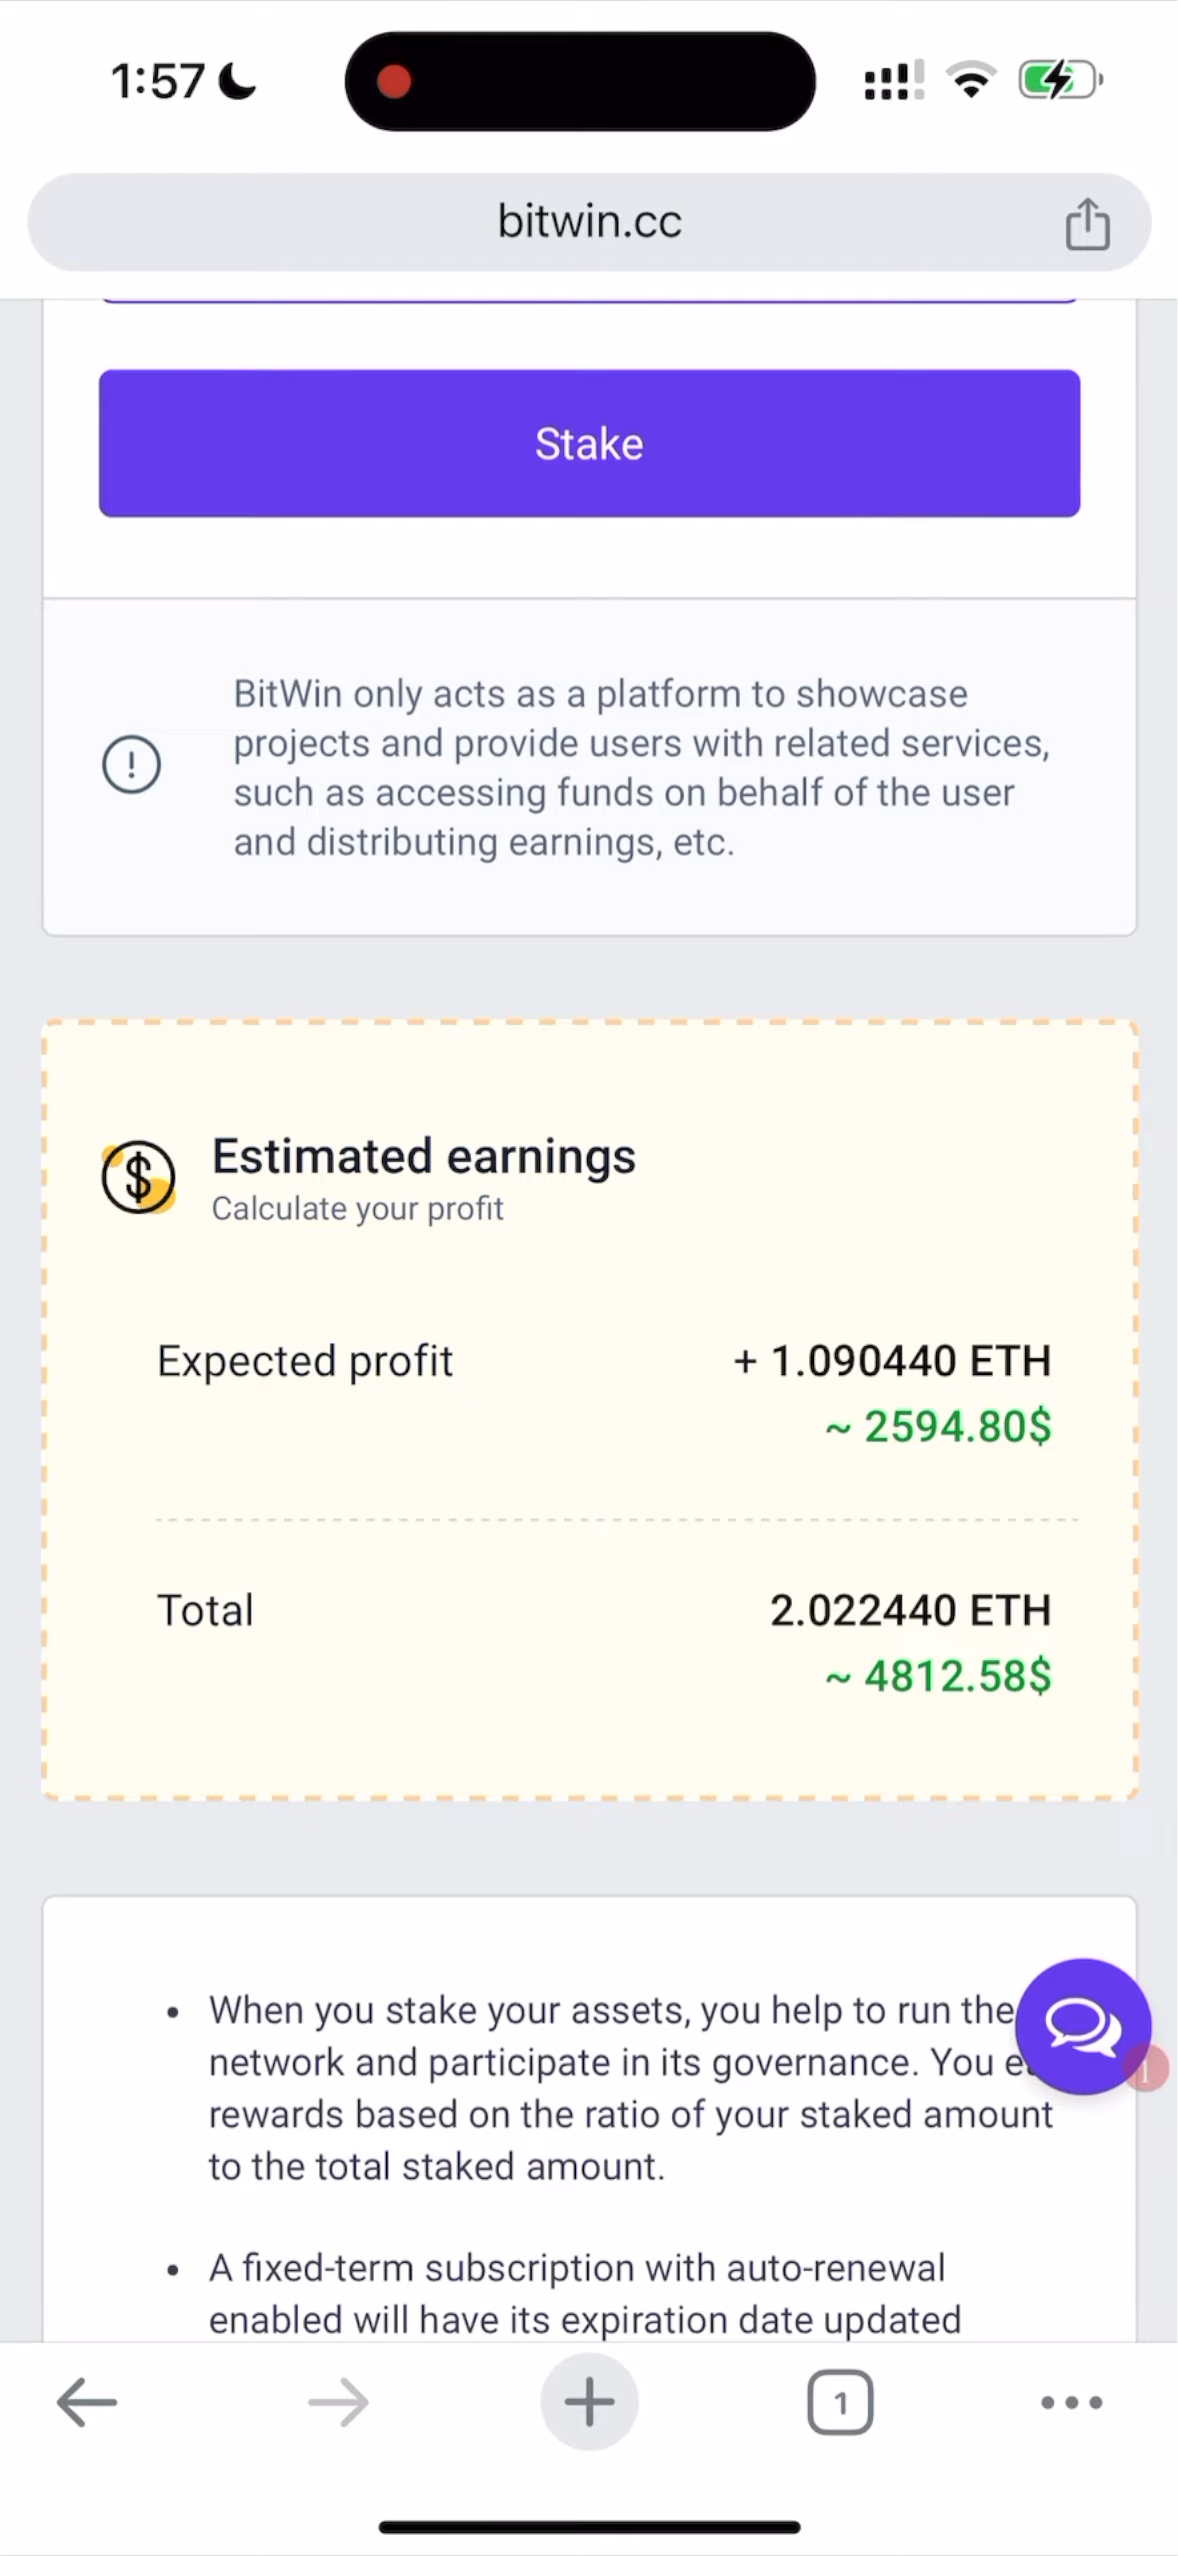 1:57
bitwin.cc
Stake
BitWin only acts as a platform to showcase
projects and provide users with related services,
such as accessing funds on behalf of the user
and distributing earnings, etc.
Estimated earnings
Calculate your profit
Expected profit
+ 1.090440 ETH
~ 2594.80$
Total
2.022440 ETH
~ 4812.58$
• When you stake your assets, you help to run the
network and participate in its governance. You
rewards based on the ratio of your staked amount
to the total staked amount.
1
• A fixed-term subscription with auto-renewal
enabled will have its expiration date updated
1